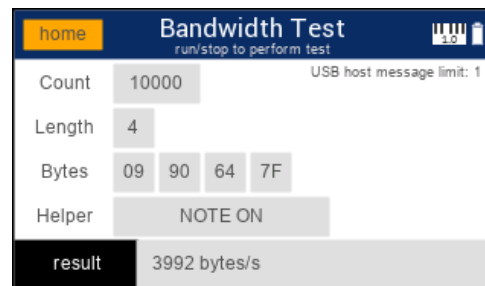 home
Bandwidth Test
run/stop to perform test
1.0
USB host message limit: 1
Count 10000
Length 4
Bytes 09 90 64 7F
Helper NOTE ON
result 3992 bytes/s